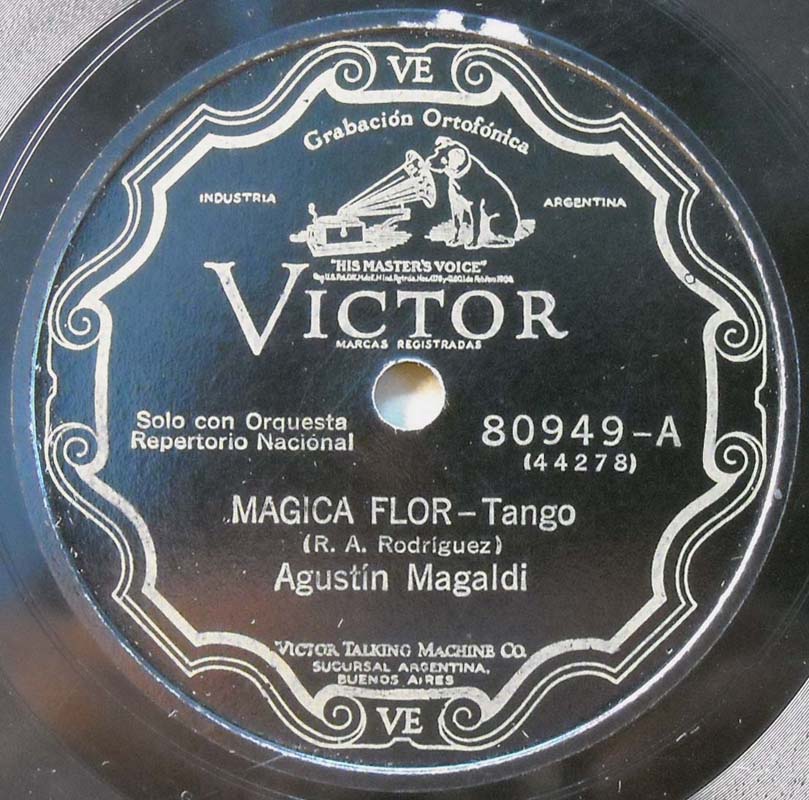 VE
Grabación Ortofónica
INDUSTRIA ARGENTINA
"HIS MASTER'S VOICE"
VICTOR
MARCAS REGISTRADAS
Solo con Orquesta
Repertorio Nacional
80949-A
(44278)
MAGICA FLOR - Tango
(R. A. Rodríguez)
Agustín Magaldi
VICTOR TALKING MACHINE CO.
SUCURSAL ARGENTINA,
BUENOS AIRES
VE